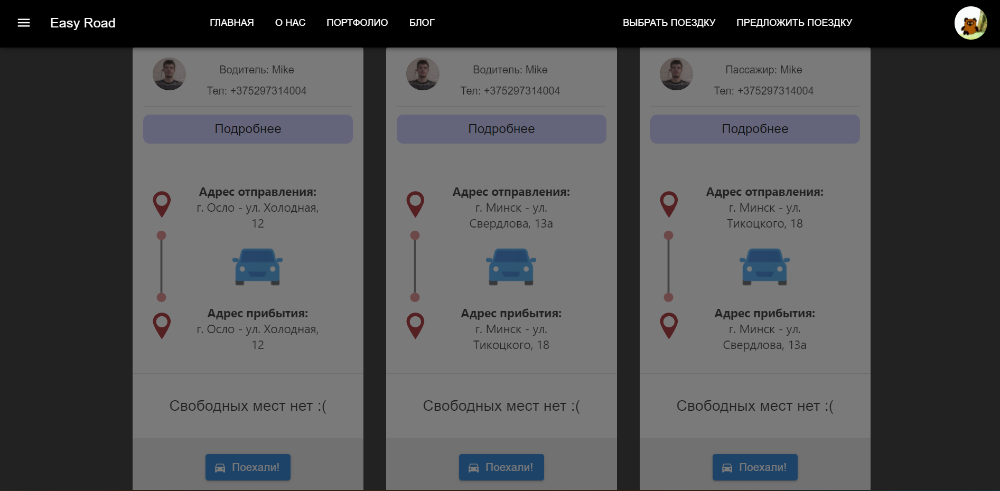 Easy Road
ГЛАВНАЯ
О НАС
ПОРТФОЛИО
БЛОГ
ВЫБРАТЬ ПОЕЗДКУ
ПРЕДЛОЖИТЬ ПОЕЗДКУ
Водитель: Mike
Тел: +375297314004
Подробнее
Адрес отправления:
г. Осло - ул. Холодная,
12
Адрес прибытия:
г. Осло - ул. Холодная,
12
Свободных мест нет :(
Поехали!
Водитель: Mike
Тел: +375297314004
Подробнее
Адрес отправления:
г. Минск - ул.
Свердлова, 13а
Адрес прибытия:
г. Минск - ул.
Тикоцкого, 18
Свободных мест нет :(
Поехали!
Пассажир: Mike
Тел: +375297314004
Подробнее
Адрес отправления:
г. Минск - ул.
Тикоцкого, 18
Адрес прибытия:
г. Минск - ул.
Свердлова, 13а
Свободных мест нет :(
Поехали!